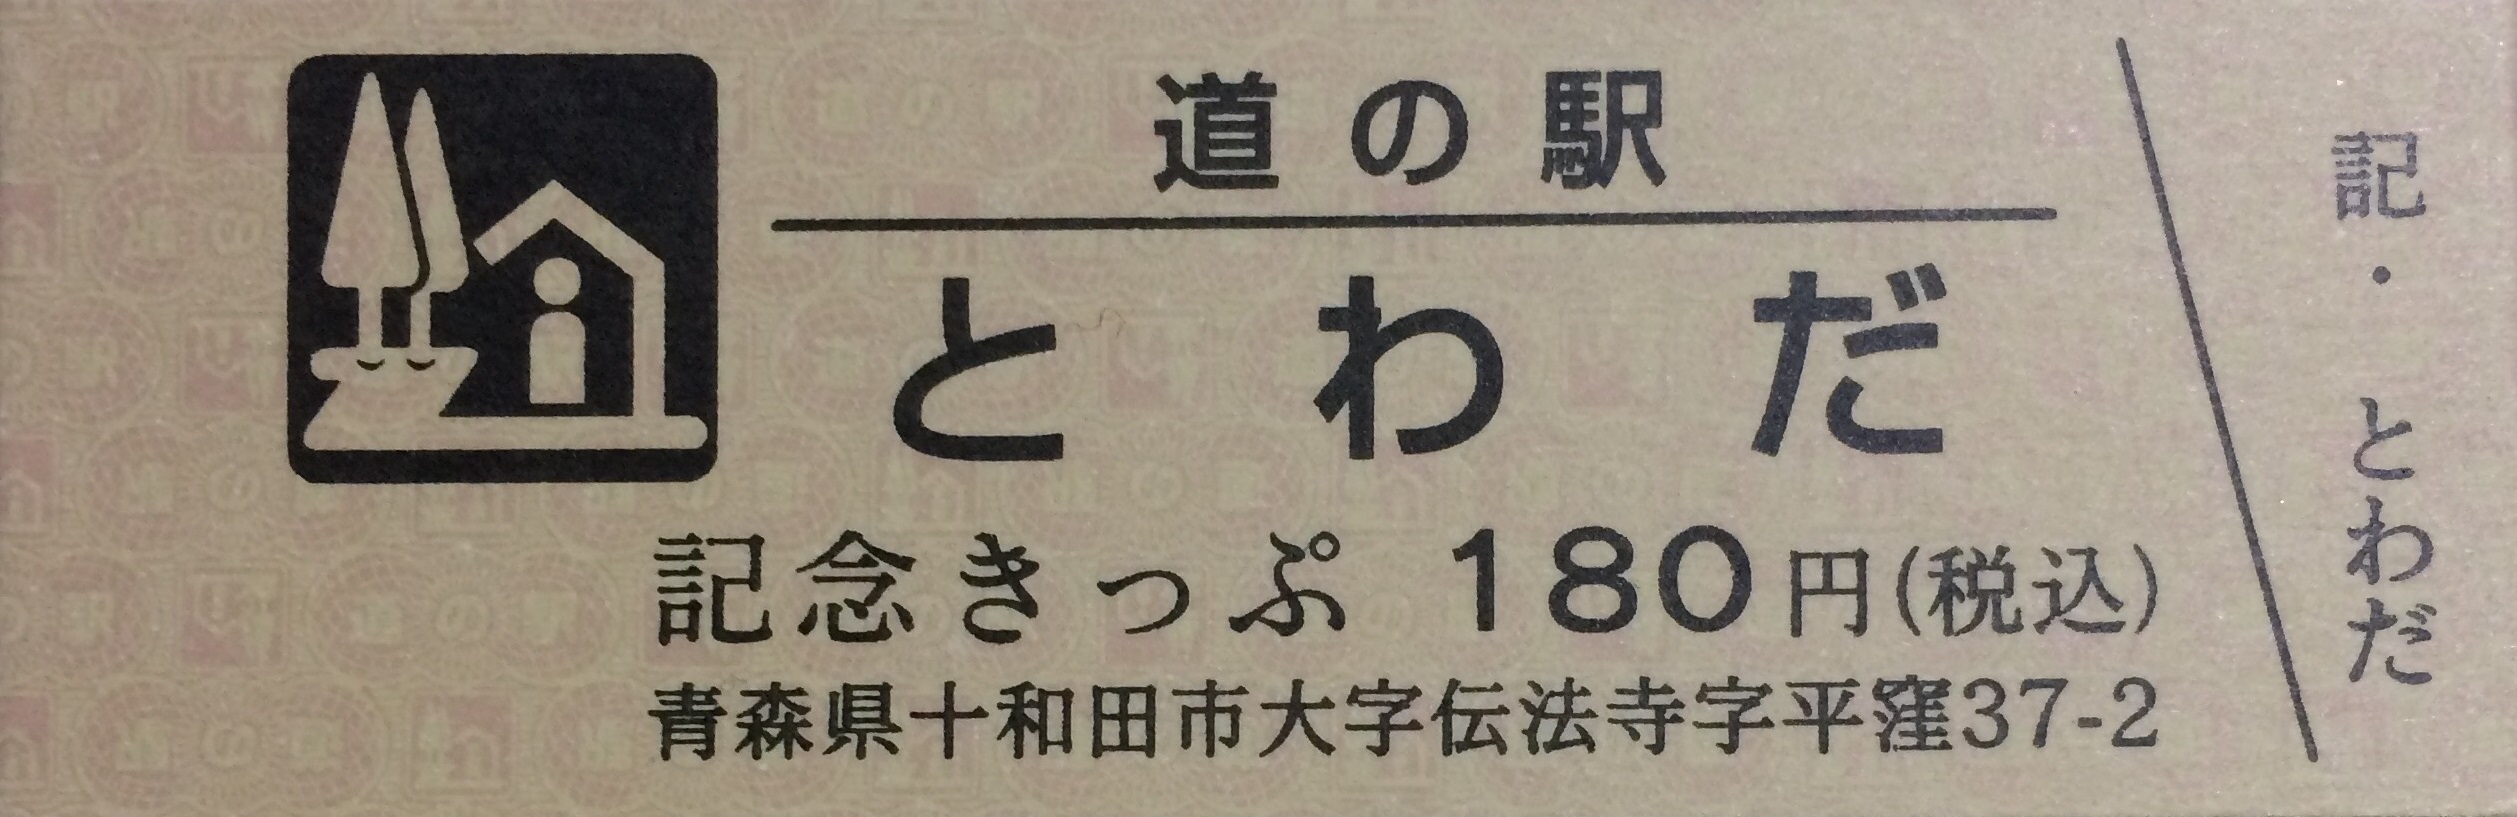 道の駅
とわだ
記念きっぷ 180円(税込)
青森県十和田市大字伝法寺字平窪37-2
記・とわだ